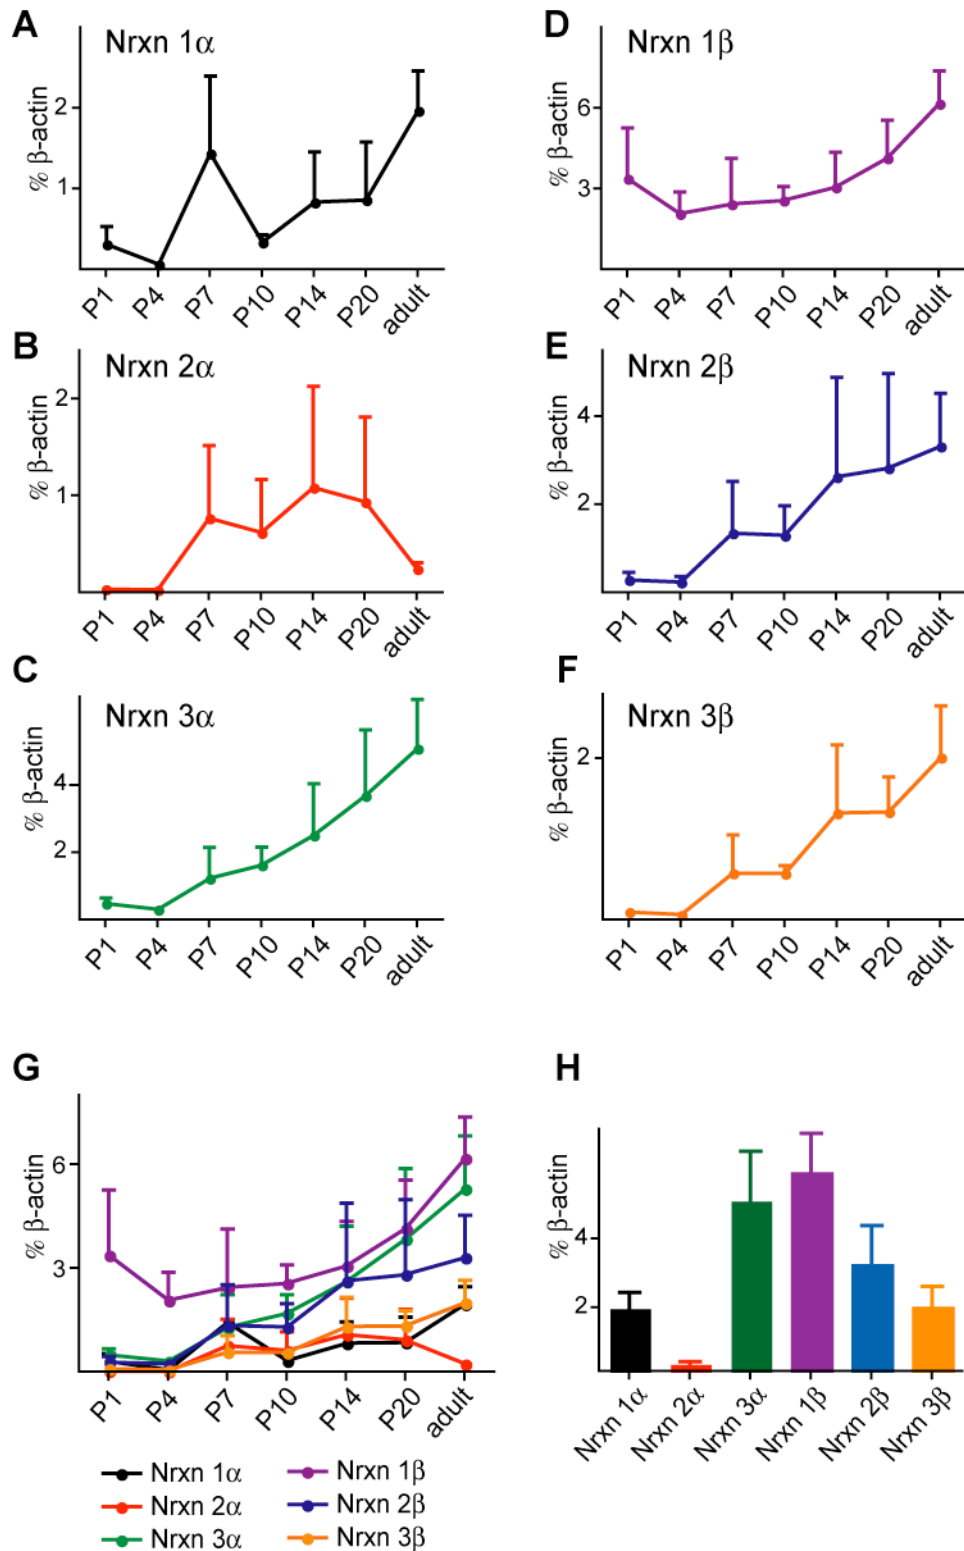 A
Nrxn 1α
% β-actin
2
1
P1 P4 P7 P10 P14 P20 adult
D
Nrxn 1β
% β-actin
6
3
P1 P4 P7 P10 P14 P20 adult
B
Nrxn 2α
% β-actin
2
1
P1 P4 P7 P10 P14 P20 adult
E
Nrxn 2β
% β-actin
4
2
P1 P4 P7 P10 P14 P20 adult
C
Nrxn 3α
% β-actin
4
2
P1 P4 P7 P10 P14 P20 adult
F
Nrxn 3β
% β-actin
2
P1 P4 P7 P10 P14 P20 adult
G
% β-actin
6
3
P1 P4 P7 P10 P14 P20 adult
Nrxn 1α
Nrxn 2α
Nrxn 3α
Nrxn 1β
Nrxn 2β
Nrxn 3β
H
% β-actin
4
2
Nrxn 1α Nrxn 2α Nrxn 3α Nrxn 1β Nrxn 2β Nrxn 3β